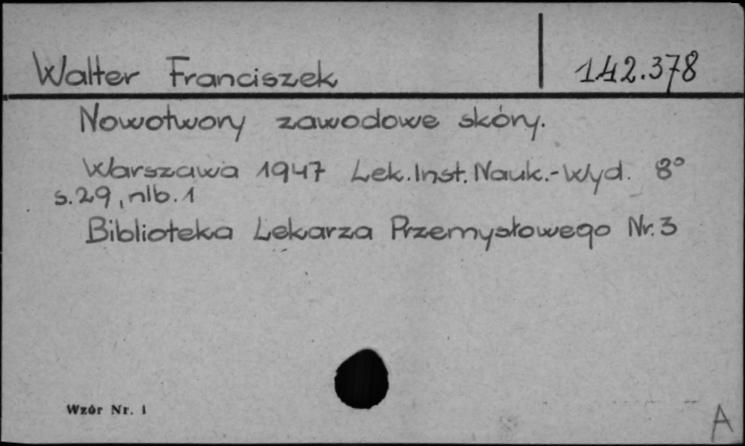 Walter Franciszek 142.378
Nowotwory zawodowe skóry.
Warszawa 1947 Lek.Inst.Nauk.-Wyd. 8°
s.29, nlb.1
Biblioteka Lekarza Przemysłowego Nr.3
Wzór Nr. 1
A